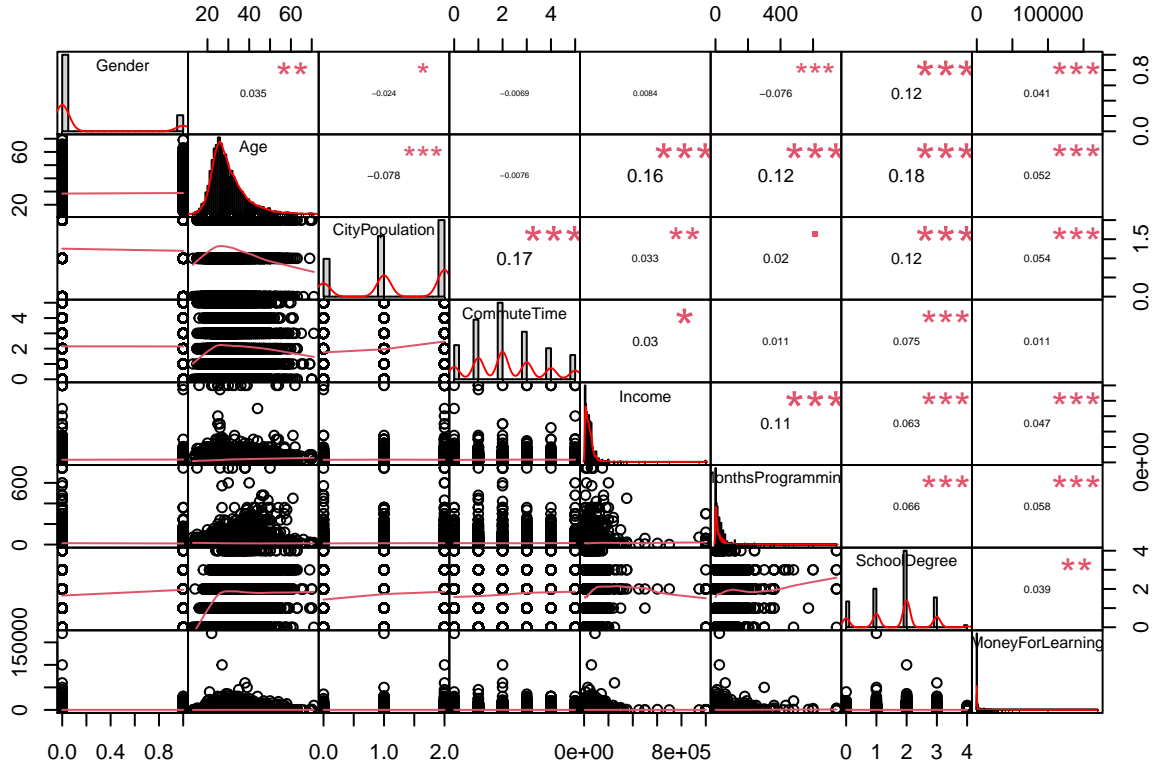 20 40 60 0 2 4 0 400 0 100000
Gender ** * *** *** ***
0.035 −0.024 −0.0069 0.0084 −0.076 0.12 0.041
0.0 0.8
Age *** *** *** *** ***
−0.078 −0.0076 0.16 0.12 0.18 0.052
20 60
CityPopulation *** ** *** ***
0.17 0.033 0.02 0.12 0.054
0.0 1.5
CommuteTime * ***
0.03 0.011 0.075 0.011
0 2 4
Income *** *** ***
0.11 0.063 0.047
0e+00
MonthsProgrammin *** ***
0.066 0.058
0 600
SchoolDegree **
0.039
0 2 4
MoneyForLearning
0 15000
0.0 0.4 0.8 0.0 1.0 2.0 0e+00 8e+05 0 1 2 3 4